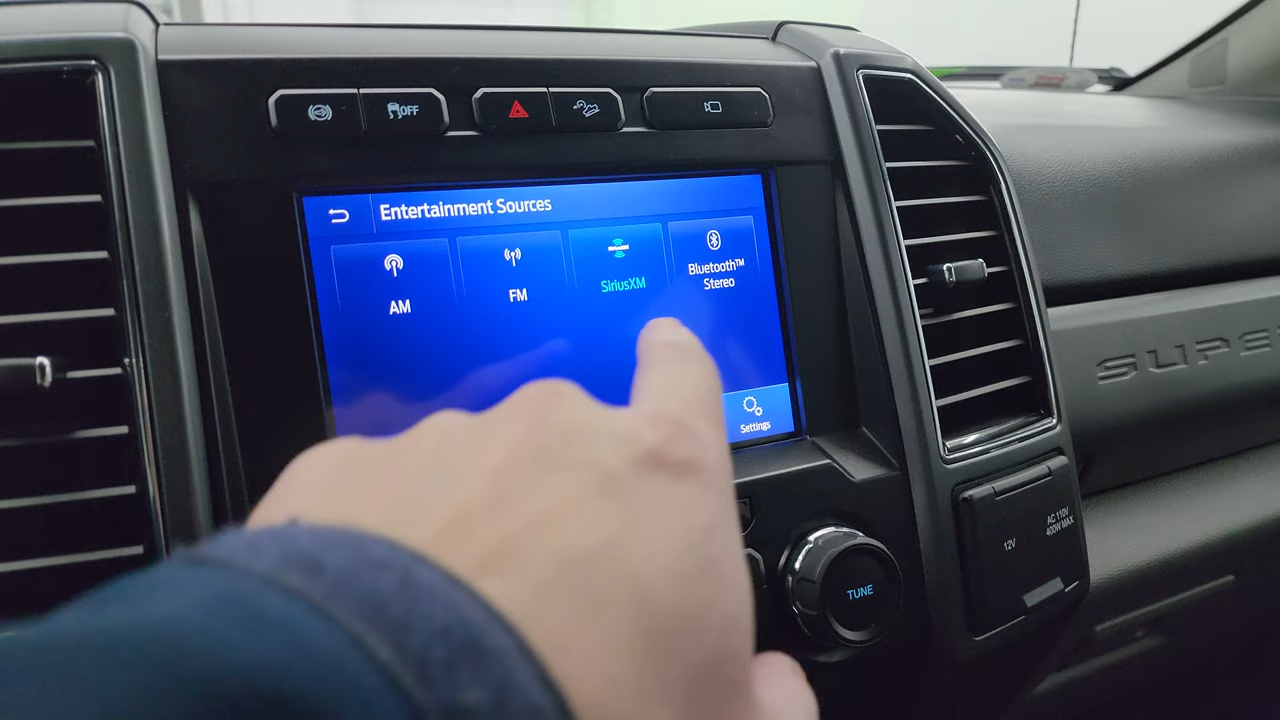 OFF
Entertainment Sources
AM
FM
SiriusXM
Bluetooth™
Stereo
Settings
TUNE
12V
AC 110V
400W MAX
SUPE